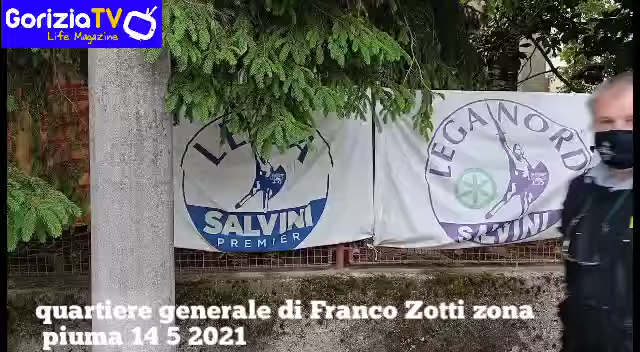 GoriziaTV
Life Magazine
LEGA
SALVINI
PREMIER
LEGA NORD
SALVINI
quartiere generale di Franco Zotti zona
piuma 14 5 2021